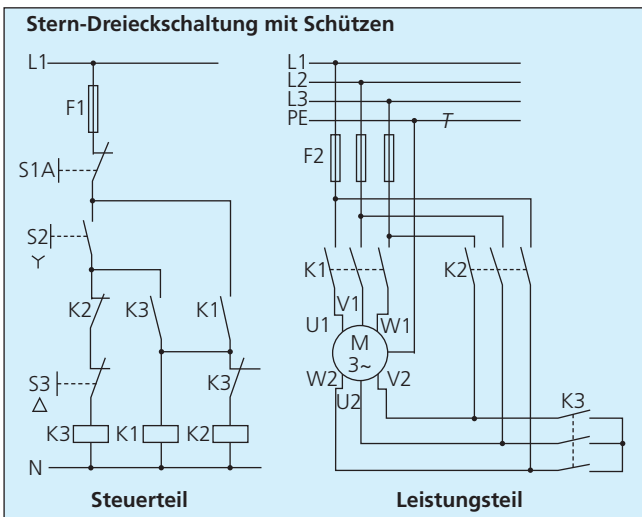 Stern-Dreieckschaltung mit Schützen
L1
F1
S1A
S2
K2
K3
K1
S3
K3
K3
K1
K2
N
Steuerteil
L1
L2
L3
PE
F2
K1
K2
V1
U1
W1
M
3~
W2
V2
U2
K3
Leistungsteil